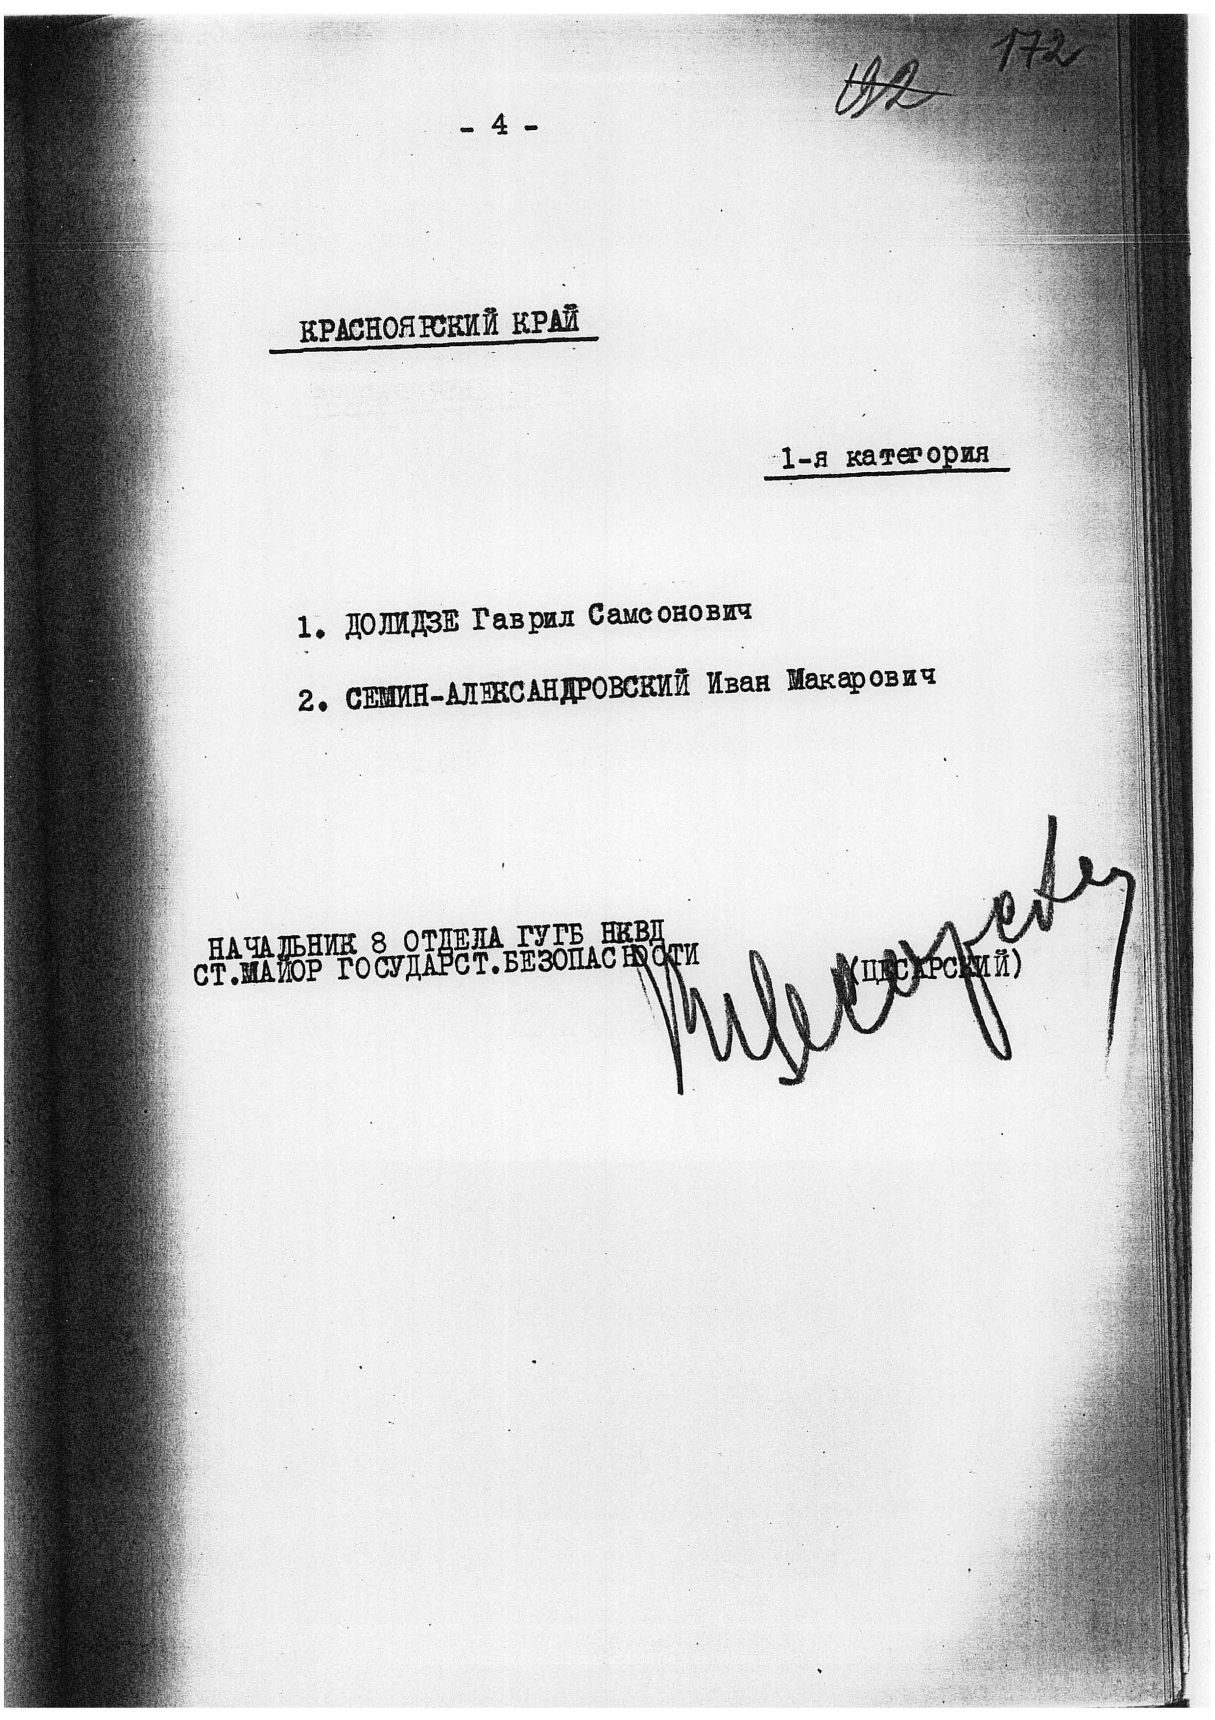 172
192
- 4 -
КРАСНОЯРСКИЙ КРАЙ
1-я категория
1. ДОЛИДЗЕ Гаврил Самсонович
2. СЕМИН-АЛЕКСАНДРОВСКИЙ Иван Макарович
НАЧАЛЬНИК 8 ОТДЕЛА ГУГБ НКВД
СТ.МАЙОР ГОСУДАРСТ.БЕЗОПАСНОСТИ (ЦЕСАРСКИЙ)